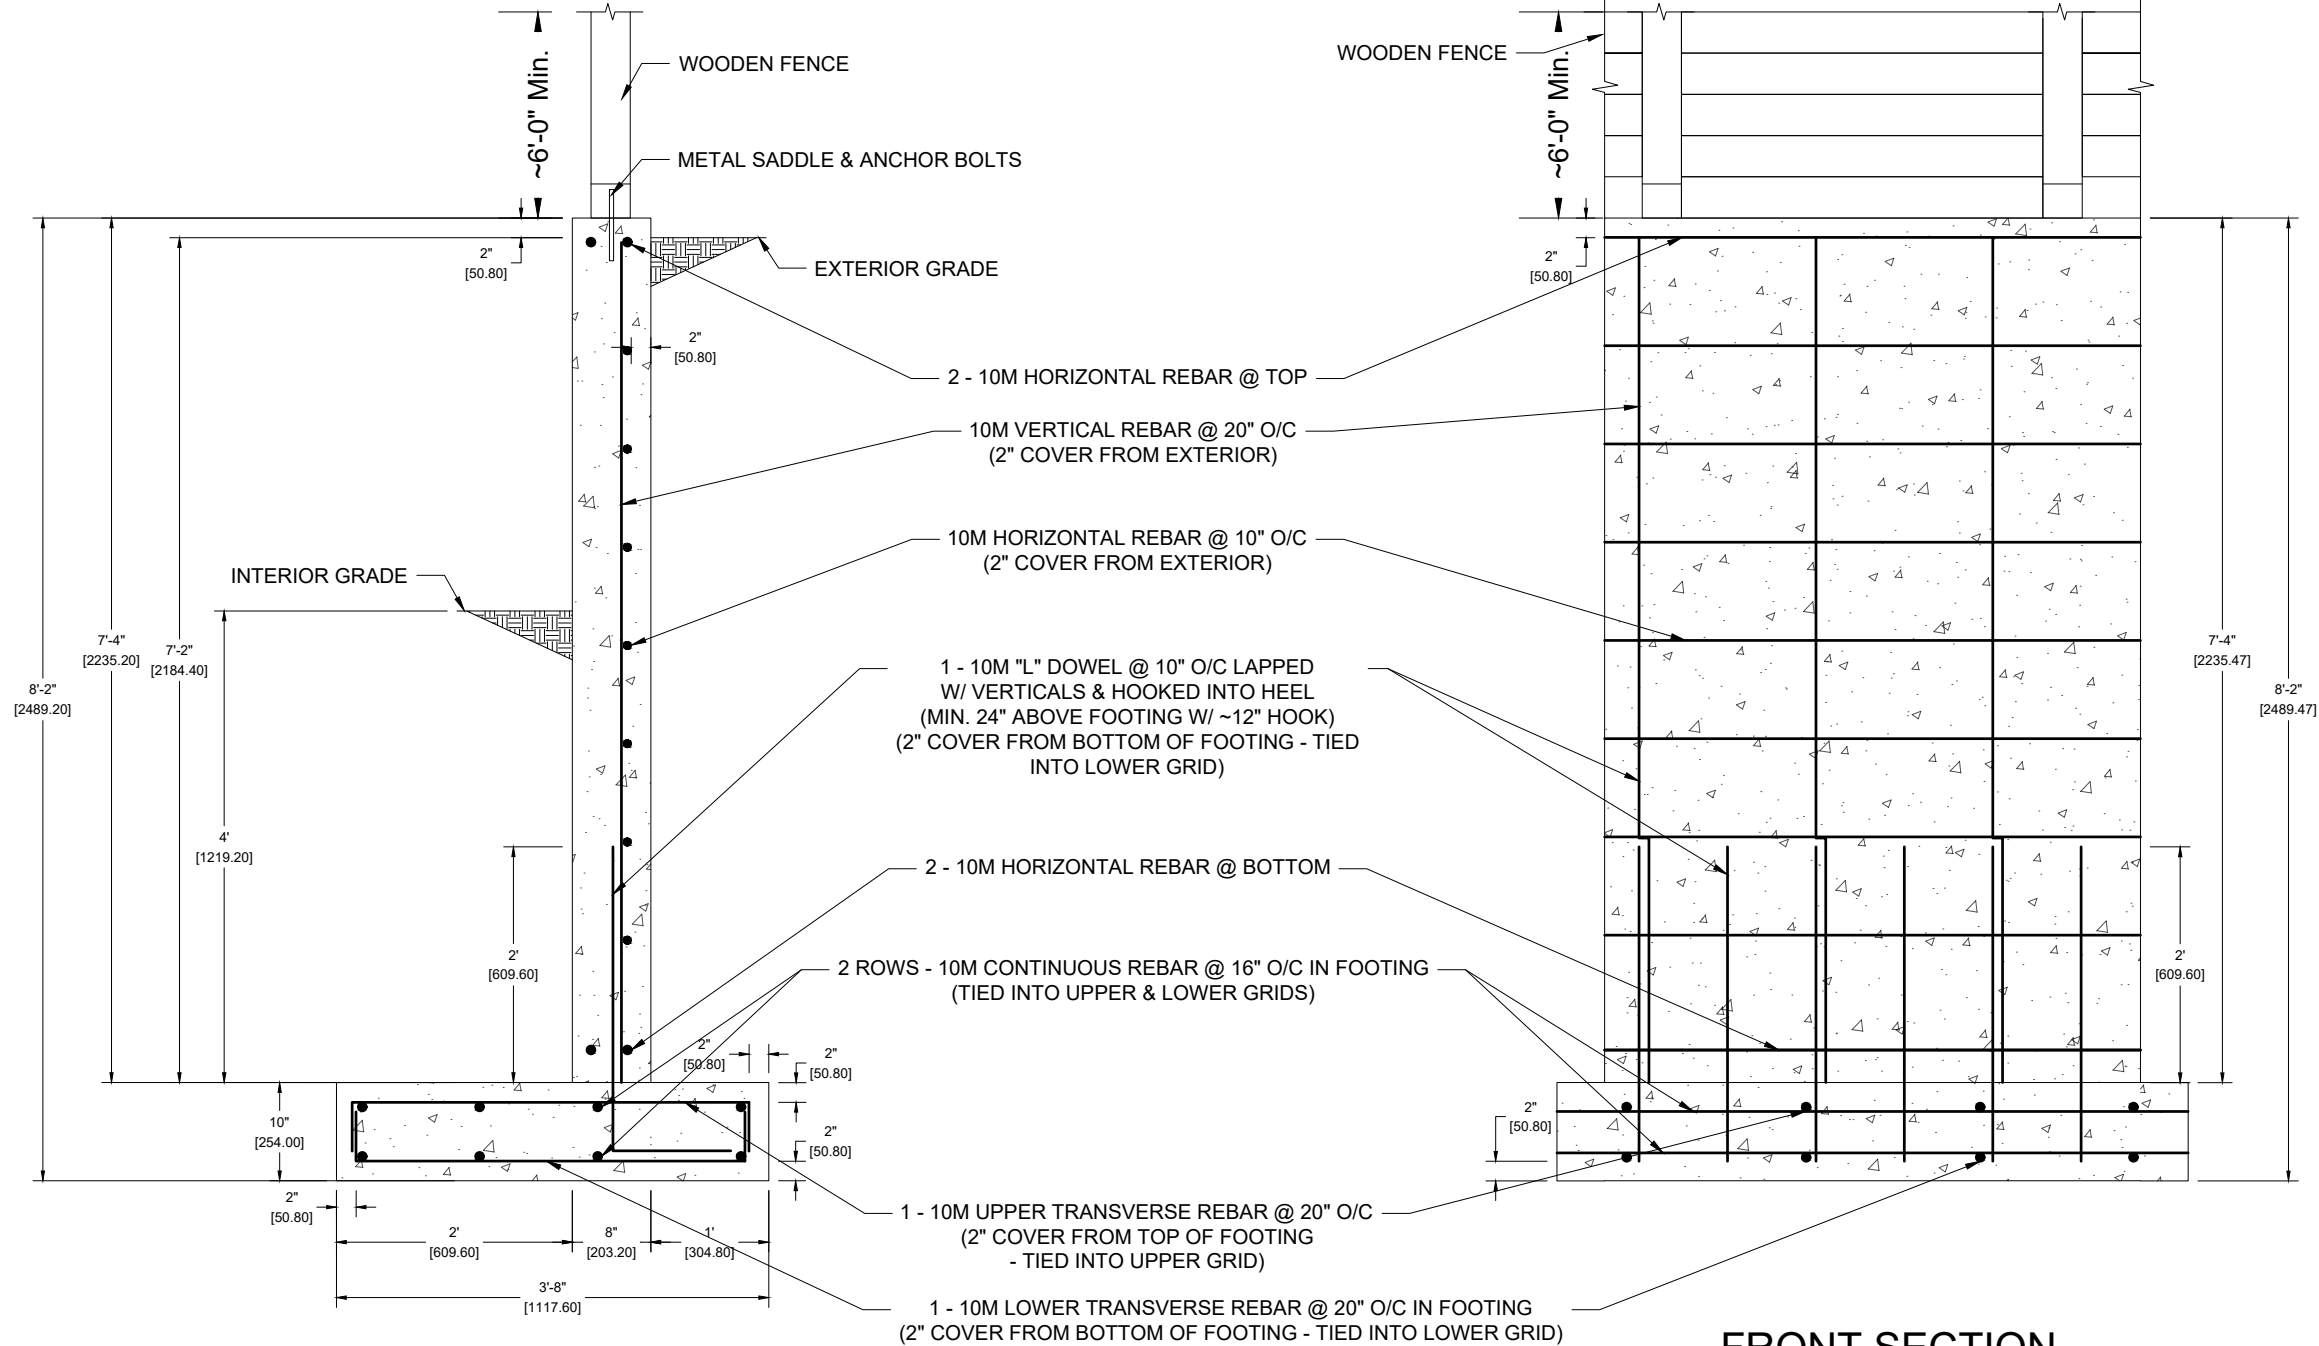 ~6'-0" Min.
WOODEN FENCE
METAL SADDLE & ANCHOR BOLTS
2"
[50.80]
EXTERIOR GRADE
2"
[50.80]
INTERIOR GRADE
8'-2"
[2489.20]
7'-4"
[2235.20]
7'-2"
[2184.40]
4'
[1219.20]
2'
[609.60]
10"
[254.00]
2"
[50.80]
2"
[50.80]
2"
[50.80]
2"
[50.80]
2'
[609.60]
8"
[203.20]
1'
[304.80]
3'-8"
[1117.60]
2 - 10M HORIZONTAL REBAR @ TOP
10M VERTICAL REBAR @ 20" O/C
(2" COVER FROM EXTERIOR)
10M HORIZONTAL REBAR @ 10" O/C
(2" COVER FROM EXTERIOR)
1 - 10M "L" DOWEL @ 10" O/C LAPPED
W/ VERTICALS & HOOKED INTO HEEL
(MIN. 24" ABOVE FOOTING W/ ~12" HOOK)
(2" COVER FROM BOTTOM OF FOOTING - TIED
INTO LOWER GRID)
2 - 10M HORIZONTAL REBAR @ BOTTOM
2 ROWS - 10M CONTINUOUS REBAR @ 16" O/C IN FOOTING
(TIED INTO UPPER & LOWER GRIDS)
1 - 10M UPPER TRANSVERSE REBAR @ 20" O/C
(2" COVER FROM TOP OF FOOTING
- TIED INTO UPPER GRID)
1 - 10M LOWER TRANSVERSE REBAR @ 20" O/C IN FOOTING
(2" COVER FROM BOTTOM OF FOOTING - TIED INTO LOWER GRID)
WOODEN FENCE
~6'-0" Min.
2"
[50.80]
7'-4"
[2235.47]
8'-2"
[2489.47]
2'
[609.60]
2"
[50.80]
FRONT SECTION